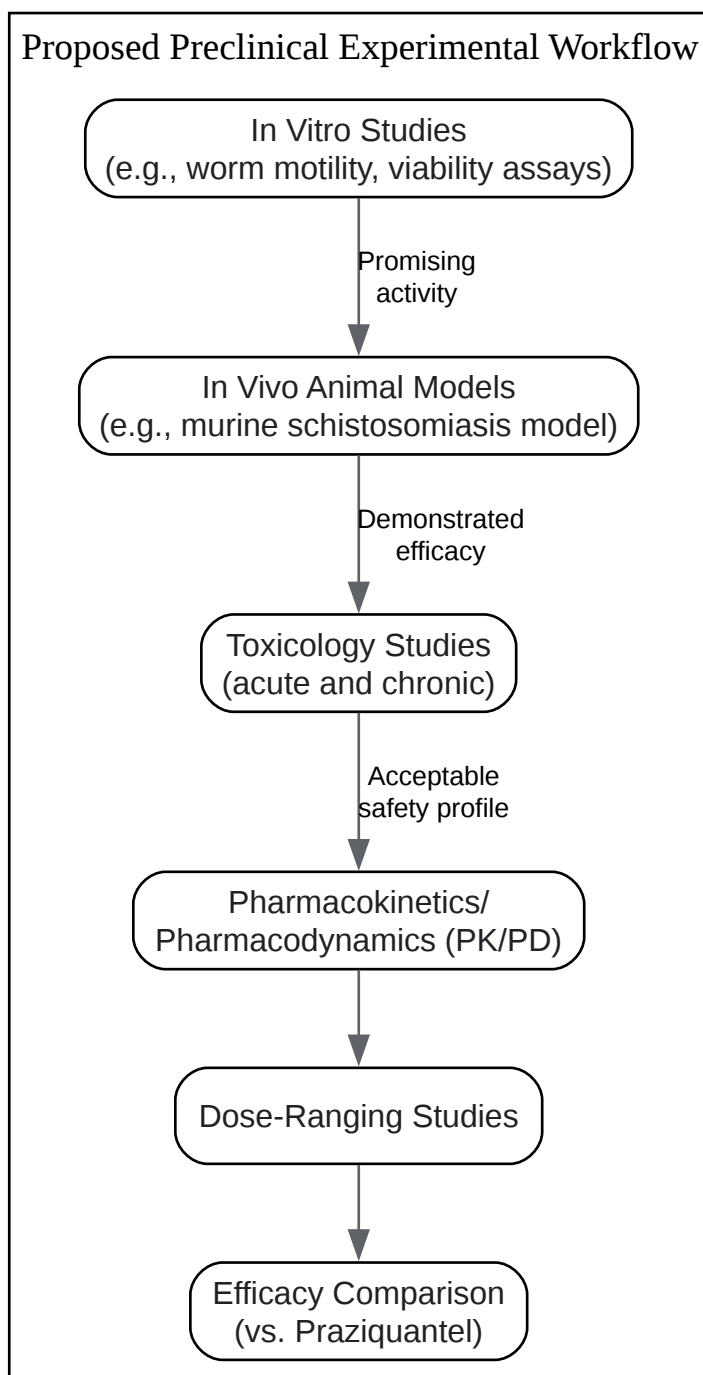 Proposed Preclinical Experimental Workflow
In Vitro Studies
(e.g., worm motility, viability assays)
Promising
activity
In Vivo Animal Models
(e.g., murine schistosomiasis model)
Demonstrated
efficacy
Toxicology Studies
(acute and chronic)
Acceptable
safety profile
Pharmacokinetics/
Pharmacodynamics (PK/PD)
Dose-Ranging Studies
Efficacy Comparison
(vs. Praziquantel)